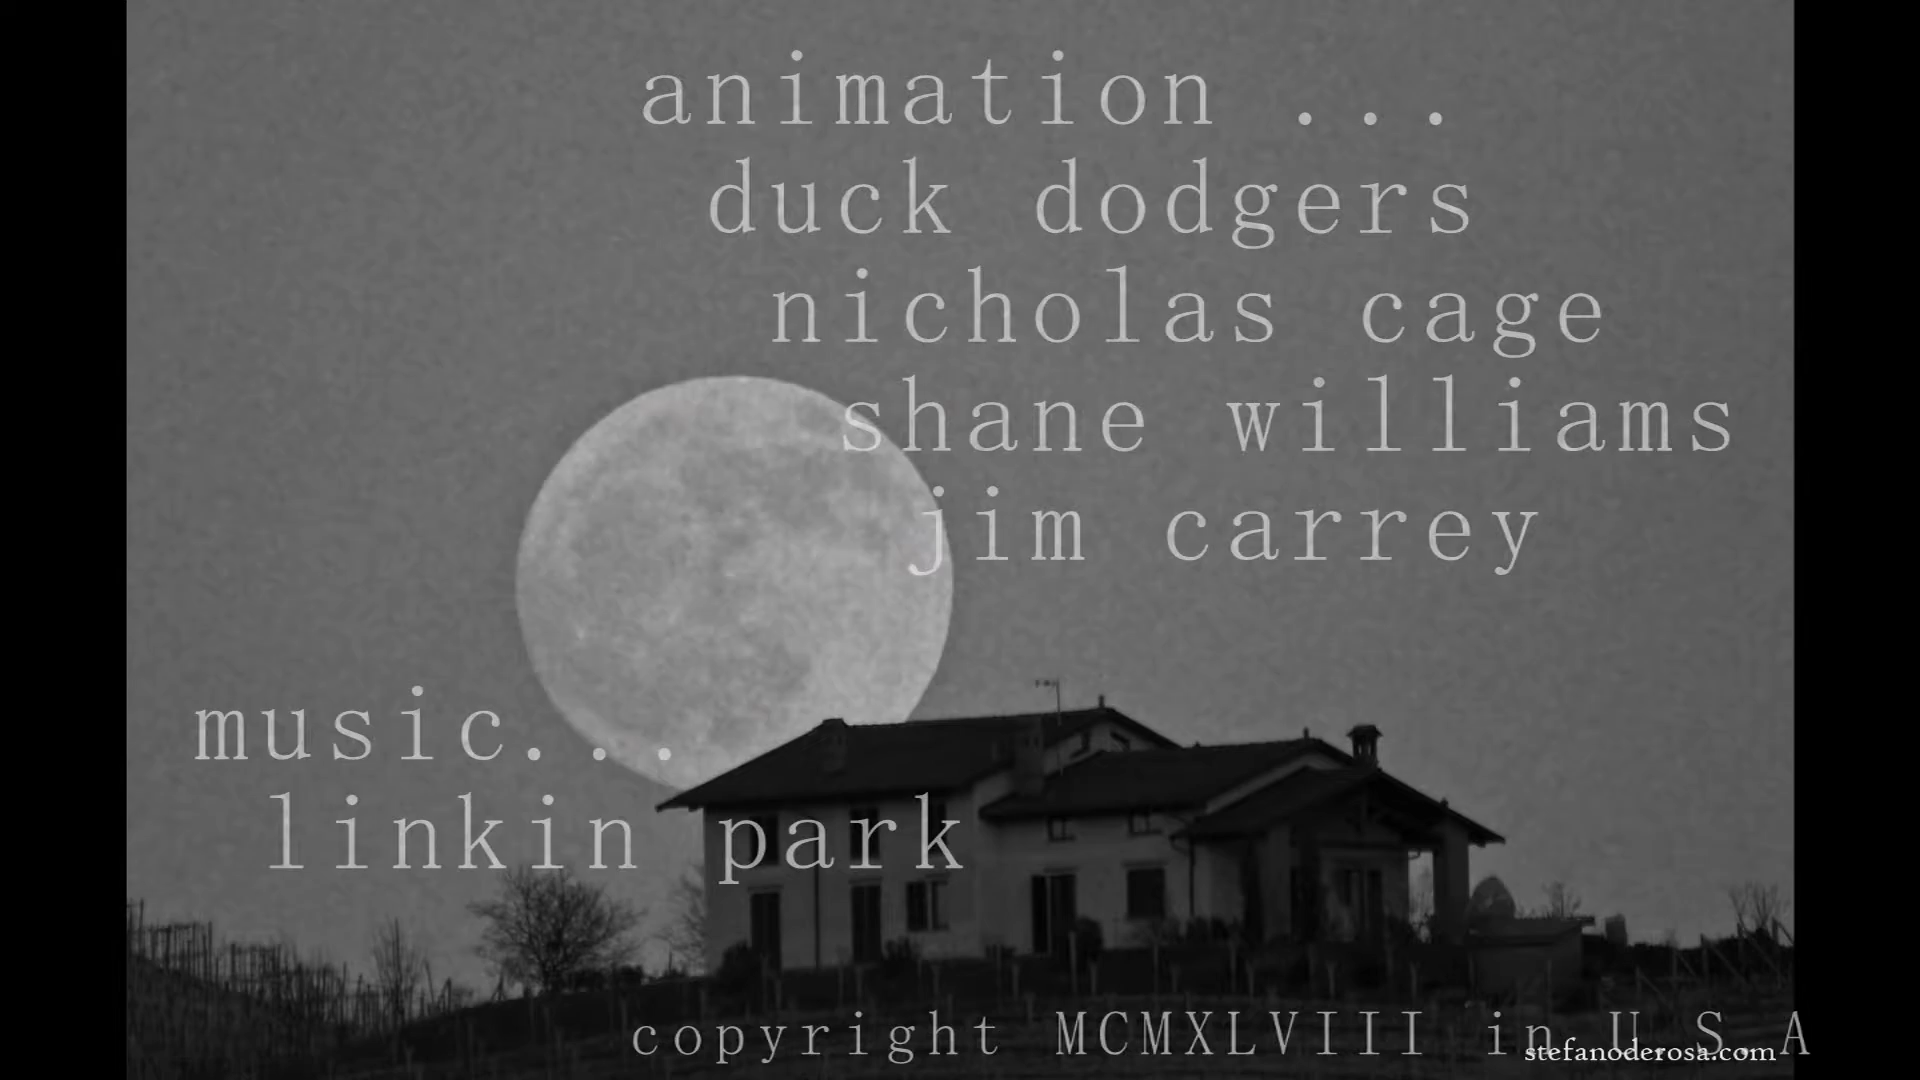 animation ...
duck dodgers
nicholas cage
shane williams
jim carrey
music...
linkin park
copyright MCMXLVIII in U.S.A
stefanoderosa.com